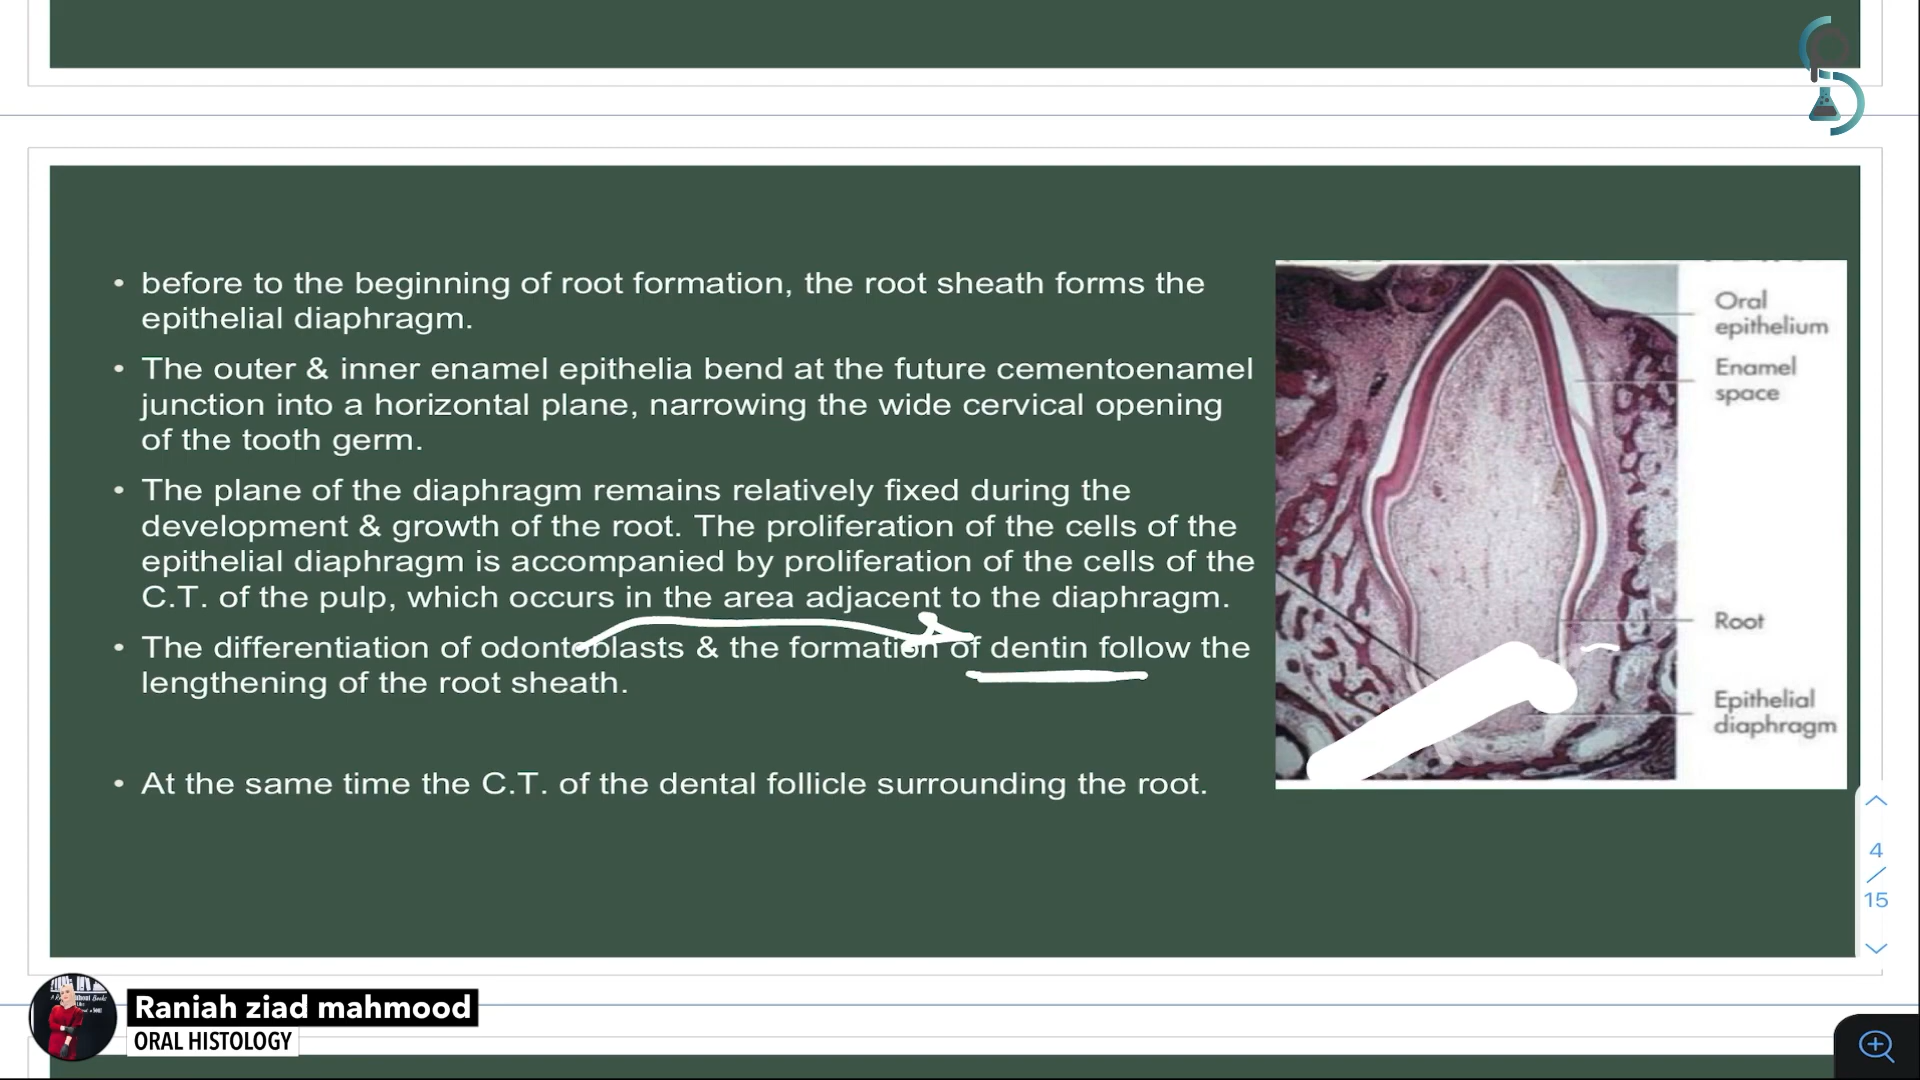 • before to the beginning of root formation, the root sheath forms the
epithelial diaphragm.
• The outer & inner enamel epithelia bend at the future cementoenamel
junction into a horizontal plane, narrowing the wide cervical opening
of the tooth germ.
• The plane of the diaphragm remains relatively fixed during the
development & growth of the root. The proliferation of the cells of the
epithelial diaphragm is accompanied by proliferation of the cells of the
C.T. of the pulp, which occurs in the area adjacent to the diaphragm.
• The differentiation of odontoblasts & the formation of dentin follow the
lengthening of the root sheath.
• At the same time the C.T. of the dental follicle surrounding the root.
Oral
epithelium
Enamel
space
Root
Epithelial
diaphragm
4
/
15
Raniah ziad mahmood
ORAL HISTOLOGY